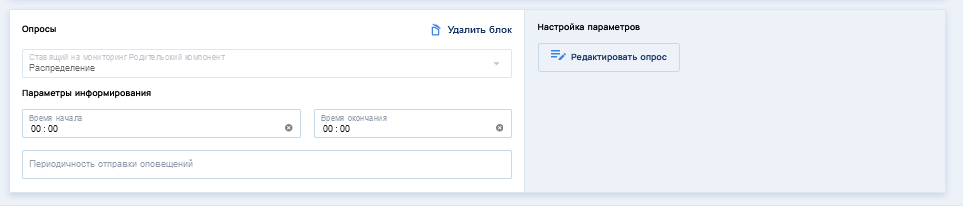 Опросы
Удалить блок
Ставящий на мониторинг Родительский компонент
Распределение
Параметры информирования
Время начала
00 : 00
Время окончания
00 : 00
Периодичность отправки оповещений
Настройка параметров
Редактировать опрос